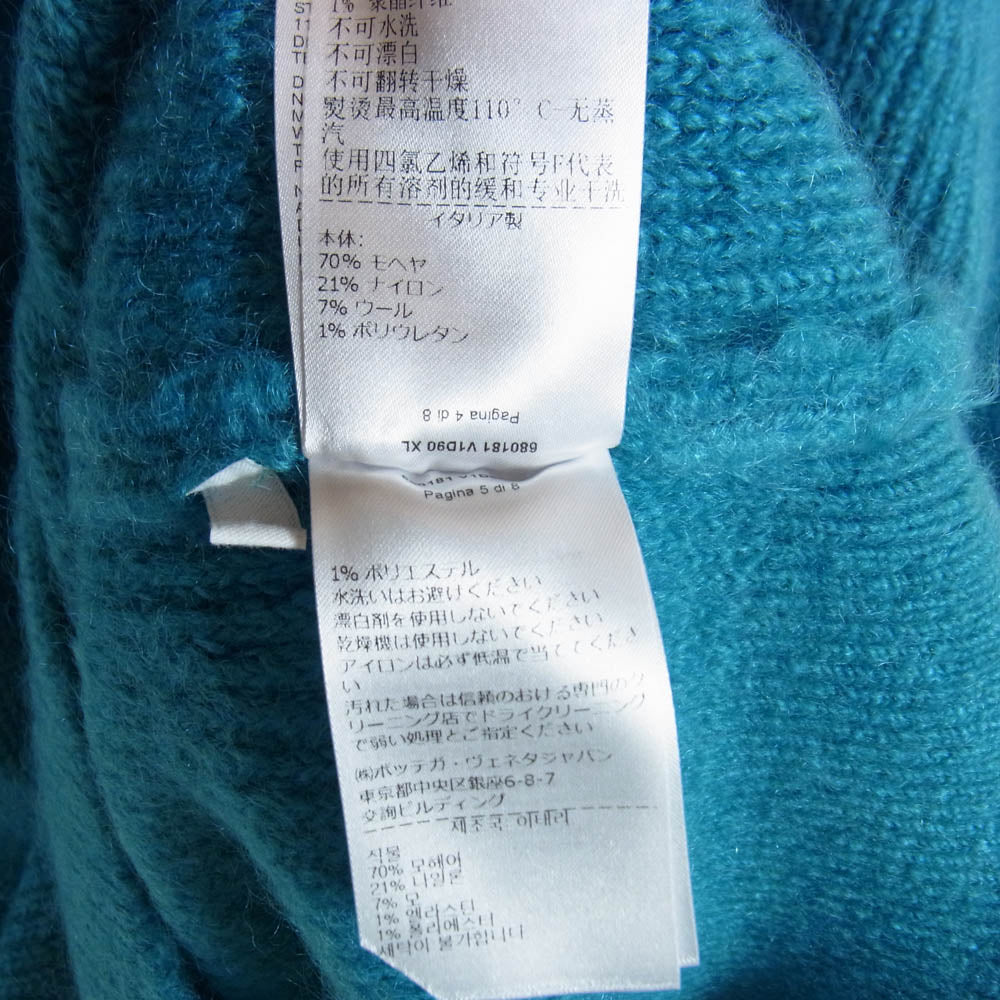 ST
11
DI
TI
D
N
M
V
T
P
N
A
1% 聚酯纤维
不可水洗
不可漂白
不可翻转干燥
熨烫最高温度110° C-无蒸
汽
使用四氯乙烯和符号F代表
的所有溶剂的缓和专业干洗
イタリア製
本体:
70% モヘヤ
21% ナイロン
7% ウール
1% ポリウレタン
Pagina 4 di 8
680181 V1D90 XL
Pagina 5 di 8
1% ポリエステル
水洗いはお避けください
漂白剤を使用しないでください
乾燥機は使用しないでください
アイロンは必ず低温で当ててくださ
い
汚れた場合は信頼のおける専門のク
リーニング店でドライクリーニング
で弱い処理とご指定ください
㈱ボッテガ・ヴェネタジャパン
東京都中央区銀座6-8-7
交詢ビルディング
제조국: 이태리
직물
70% 모헤어
21% 나일론
7% 모
1% 엘라스틴
1% 폴리에스터
세탁이 불가합니다